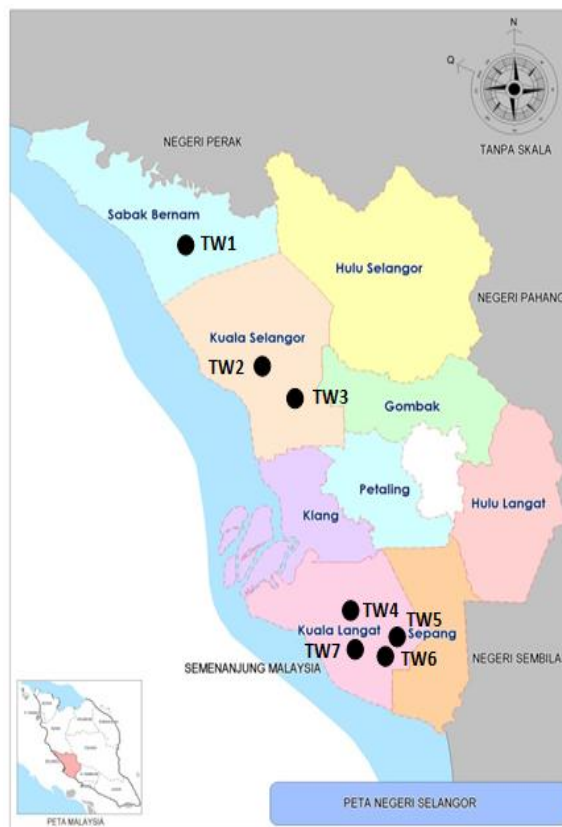 N
Q
NEGERI PERAK
TANPA SKALA
Sabak Bernam
TW1
Hulu Selangor
NEGERI PAHANG
Kuala Selangor
TW2
TW3
Gombak
Petaling
Klang
Hulu Langat
TW4
TW5
Kuala Langat
Sepang
TW7
TW6
SEMENANJUNG MALAYSIA
NEGERI SEMBILA
PETA NEGERI SELANGOR
PETA MALAYSIA